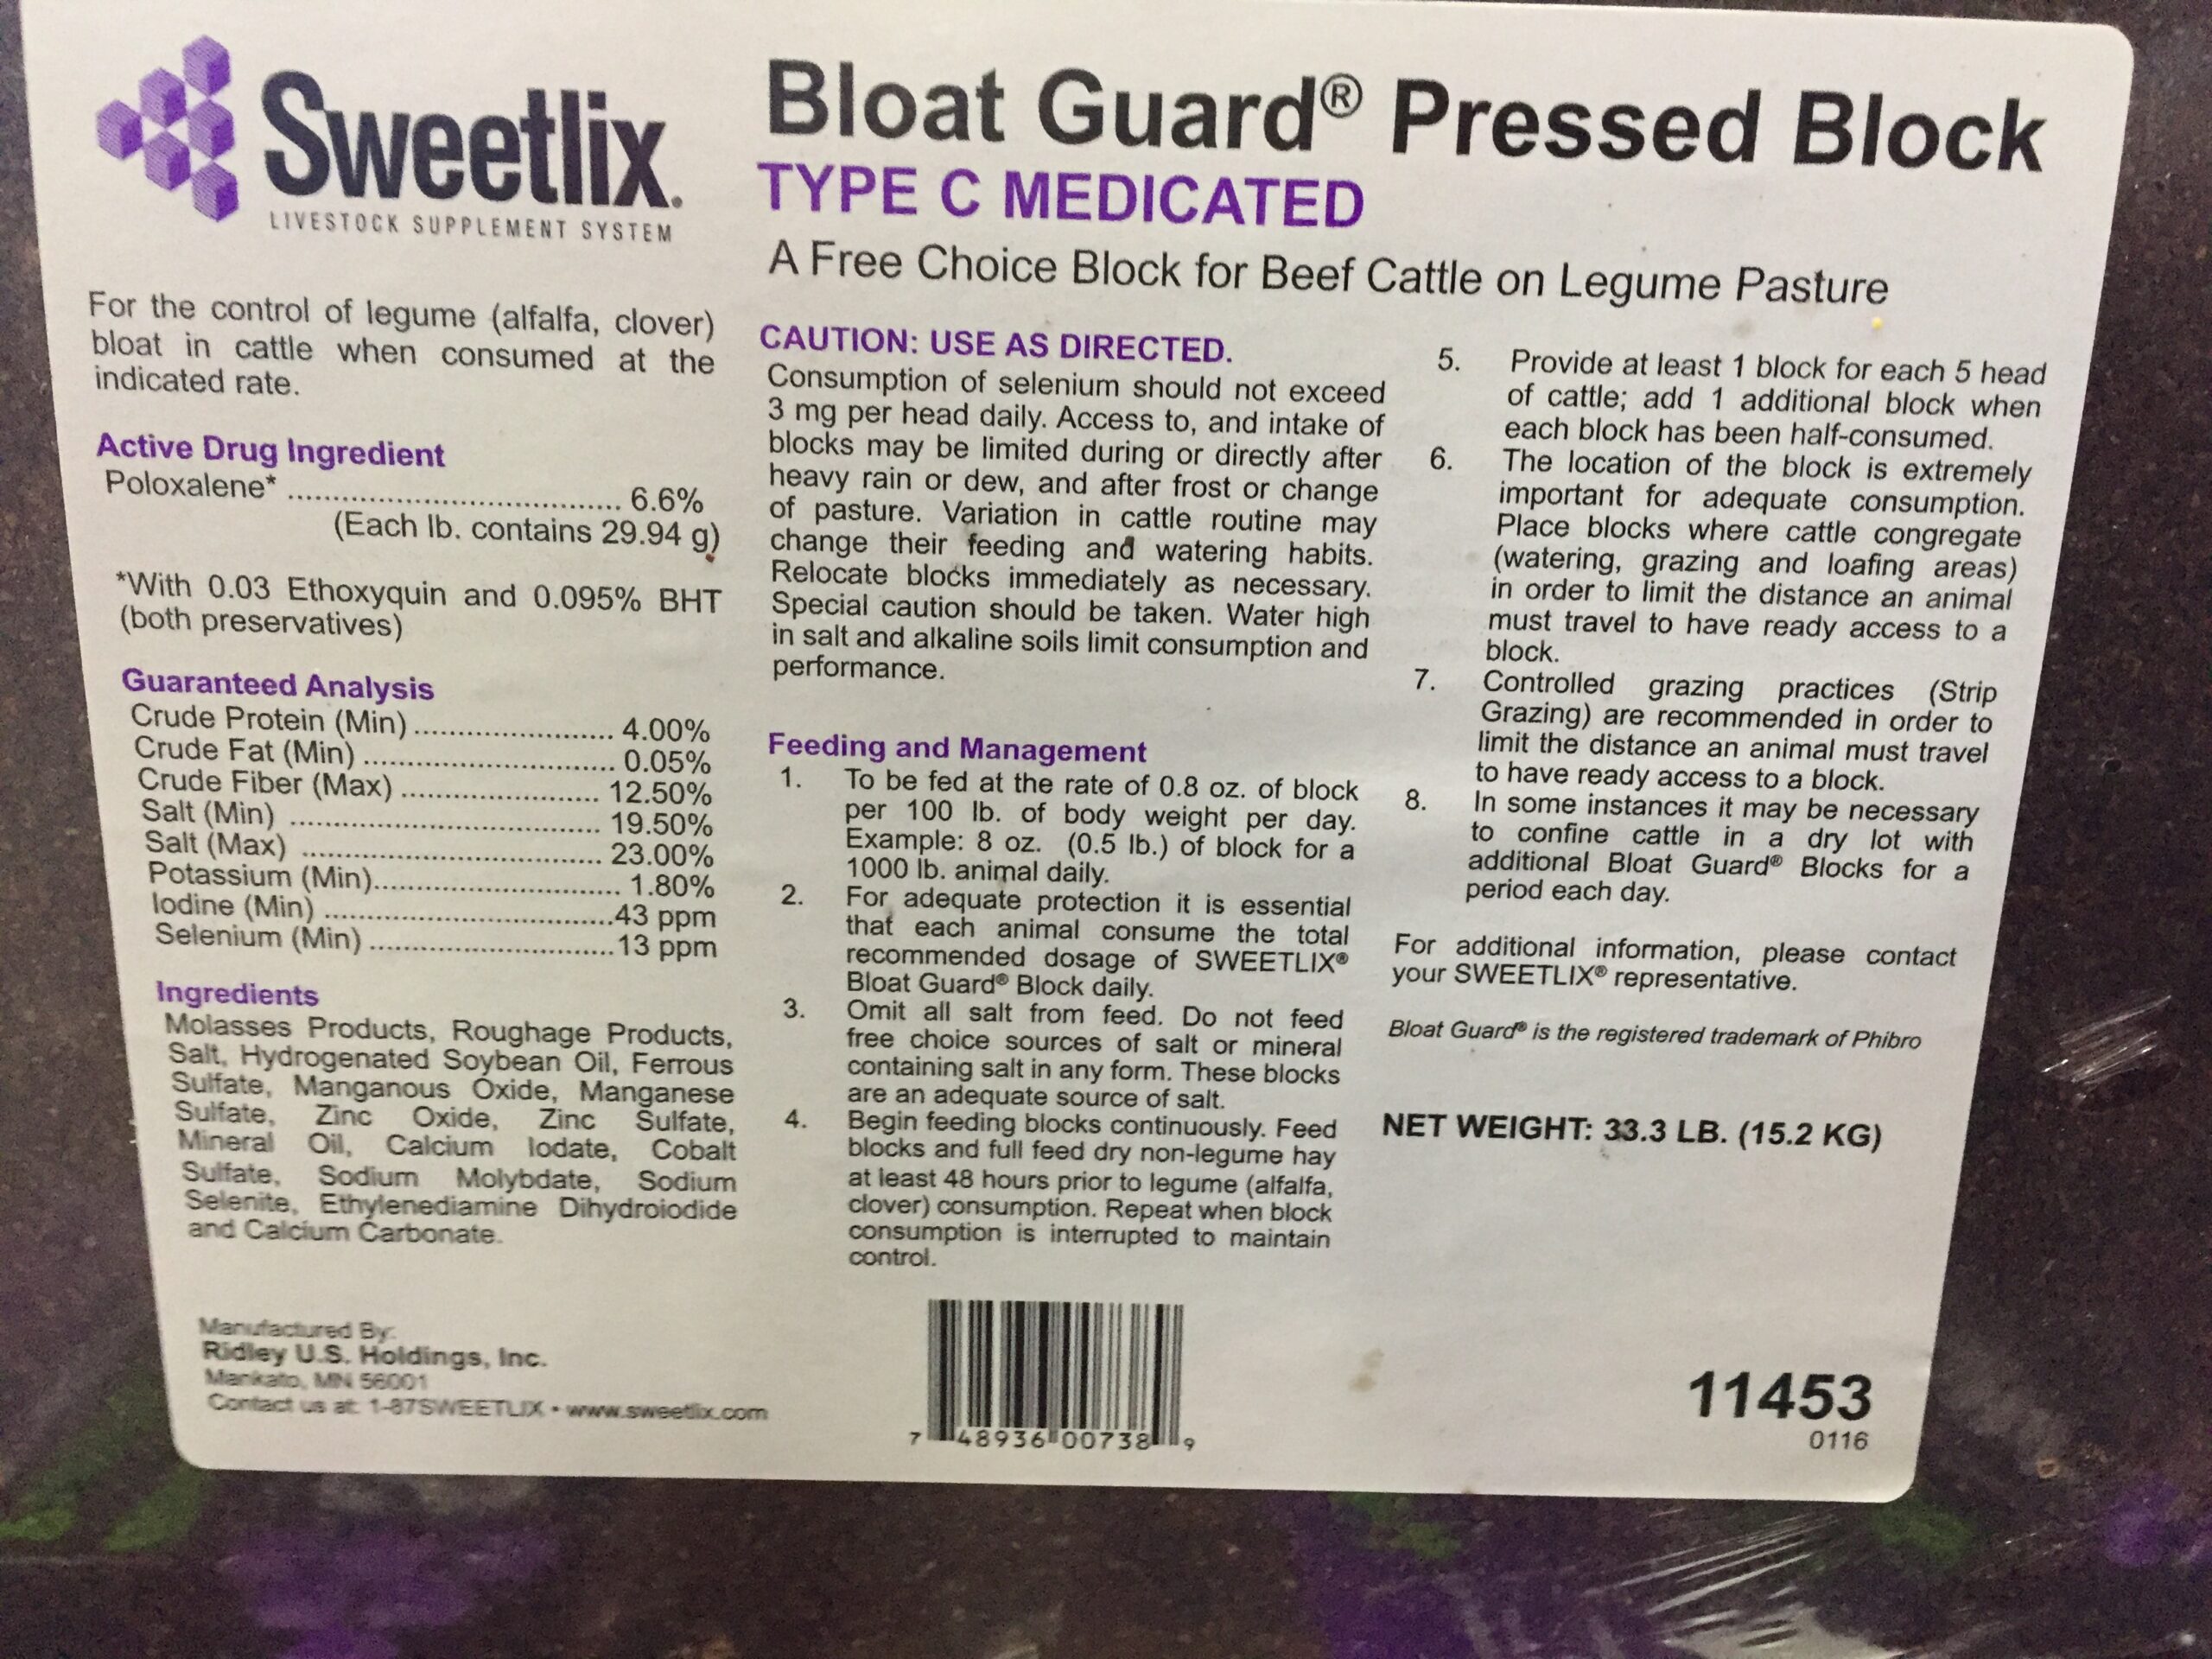 Sweetlix.
LIVESTOCK SUPPLEMENT SYSTEM
Bloat Guard® Pressed Block
TYPE C MEDICATED
A Free Choice Block for Beef Cattle on Legume Pasture
For the control of legume (alfalfa, clover)
bloat in cattle when consumed at the
indicated rate.
Active Drug Ingredient
Poloxalene* .................................. 6.6%
(Each lb. contains 29.94 g)
*With 0.03 Ethoxyquin and 0.095% BHT
(both preservatives)
Guaranteed Analysis
Crude Protein (Min) ...................... 4.00%
Crude Fat (Min) ............................ 0.05%
Crude Fiber (Max) ...................... 12.50%
Salt (Min) .................................. 19.50%
Salt (Max) ................................. 23.00%
Potassium (Min)........................... 1.80%
Iodine (Min) ................................43 ppm
Selenium (Min) ...........................13 ppm
Ingredients
Molasses Products, Roughage Products,
Salt, Hydrogenated Soybean Oil, Ferrous
Sulfate, Manganous Oxide, Manganese
Sulfate, Zinc Oxide, Zinc Sulfate,
Mineral Oil, Calcium Iodate, Cobalt
Sulfate, Sodium Molybdate, Sodium
Selenite, Ethylenediamine Dihydroiodide
and Calcium Carbonate.
Manufactured By:
Ridley U.S. Holdings, Inc.
Mankato, MN 56001
Contact us at: 1-87SWEETLIX • www.sweetlix.com
CAUTION: USE AS DIRECTED.
Consumption of selenium should not exceed
3 mg per head daily. Access to, and intake of
blocks may be limited during or directly after
heavy rain or dew, and after frost or change
of pasture. Variation in cattle routine may
change their feeding and watering habits.
Relocate blocks immediately as necessary.
Special caution should be taken. Water high
in salt and alkaline soils limit consumption and
performance.
Feeding and Management
1. To be fed at the rate of 0.8 oz. of block
per 100 lb. of body weight per day.
Example: 8 oz. (0.5 lb.) of block for a
1000 lb. animal daily.
2. For adequate protection it is essential
that each animal consume the total
recommended dosage of SWEETLIX®
Bloat Guard® Block daily.
3. Omit all salt from feed. Do not feed
free choice sources of salt or mineral
containing salt in any form. These blocks
are an adequate source of salt.
4. Begin feeding blocks continuously. Feed
blocks and full feed dry non-legume hay
at least 48 hours prior to legume (alfalfa,
clover) consumption. Repeat when block
consumption is interrupted to maintain
control.
7 48936 00738 9
5. Provide at least 1 block for each 5 head
of cattle; add 1 additional block when
each block has been half-consumed.
6. The location of the block is extremely
important for adequate consumption.
Place blocks where cattle congregate
(watering, grazing and loafing areas)
in order to limit the distance an animal
must travel to have ready access to a
block.
7. Controlled grazing practices (Strip
Grazing) are recommended in order to
limit the distance an animal must travel
to have ready access to a block.
8. In some instances it may be necessary
to confine cattle in a dry lot with
additional Bloat Guard® Blocks for a
period each day.
For additional information, please contact
your SWEETLIX® representative.
Bloat Guard® is the registered trademark of Phibro
NET WEIGHT: 33.3 LB. (15.2 KG)
11453
0116